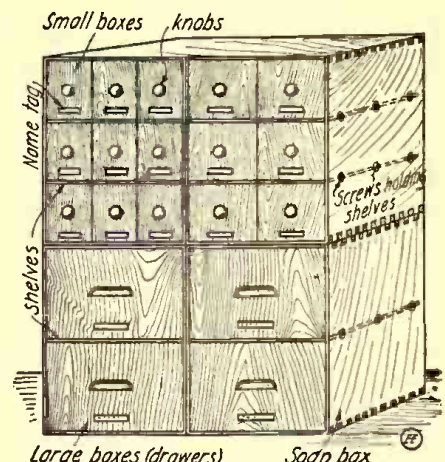 Small boxes
knobs
Name tag
Screws holding
shelves
shelves
Large boxes (drawers)
Soap box